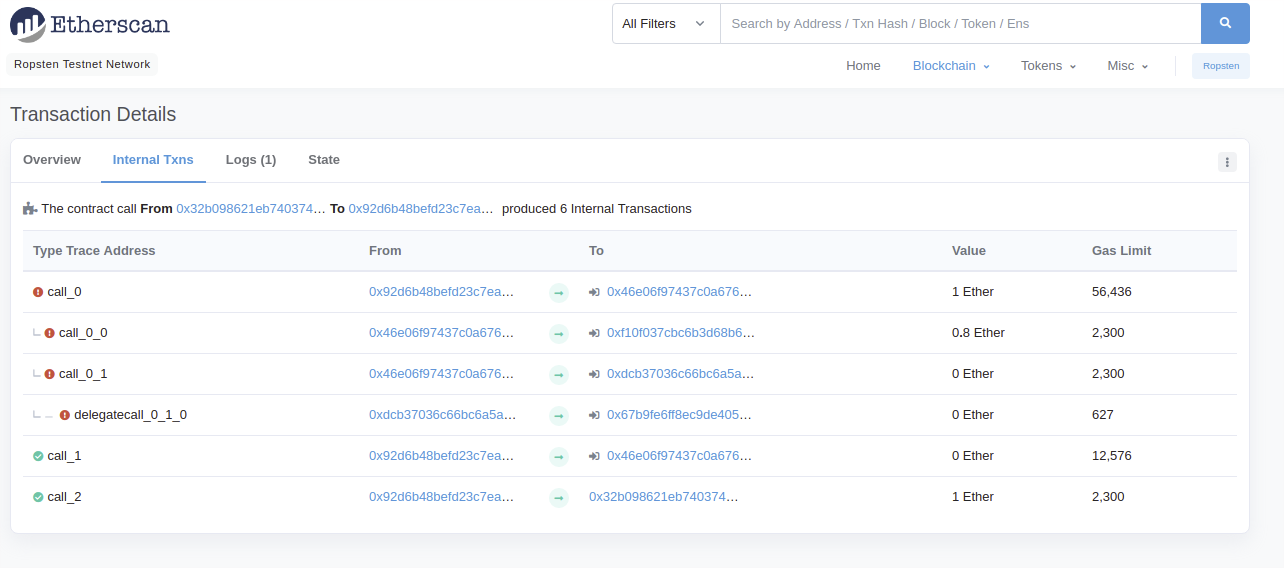 Etherscan
All Filters Search by Address / Txn Hash / Block / Token / Ens
Ropsten Testnet Network
Home Blockchain Tokens Misc Ropsten
Transaction Details
Overview Internal Txns Logs (1) State
The contract call From 0x32b098621eb740374... To 0x92d6b48befd23c7ea... produced 6 Internal Transactions
Type Trace Address From To Value Gas Limit
call_0 0x92d6b48befd23c7ea... 0x46e06f97437c0a676... 1 Ether 56,436
call_0_0 0x46e06f97437c0a676... 0xf10f037cbc6b3d68b6... 0.8 Ether 2,300
call_0_1 0x46e06f97437c0a676... 0xdcb37036c66bc6a5a... 0 Ether 2,300
delegatecall_0_1_0 0xdcb37036c66bc6a5a... 0x67b9fe6ff8ec9de405... 0 Ether 627
call_1 0x92d6b48befd23c7ea... 0x46e06f97437c0a676... 0 Ether 12,576
call_2 0x92d6b48befd23c7ea... 0x32b098621eb740374... 1 Ether 2,300